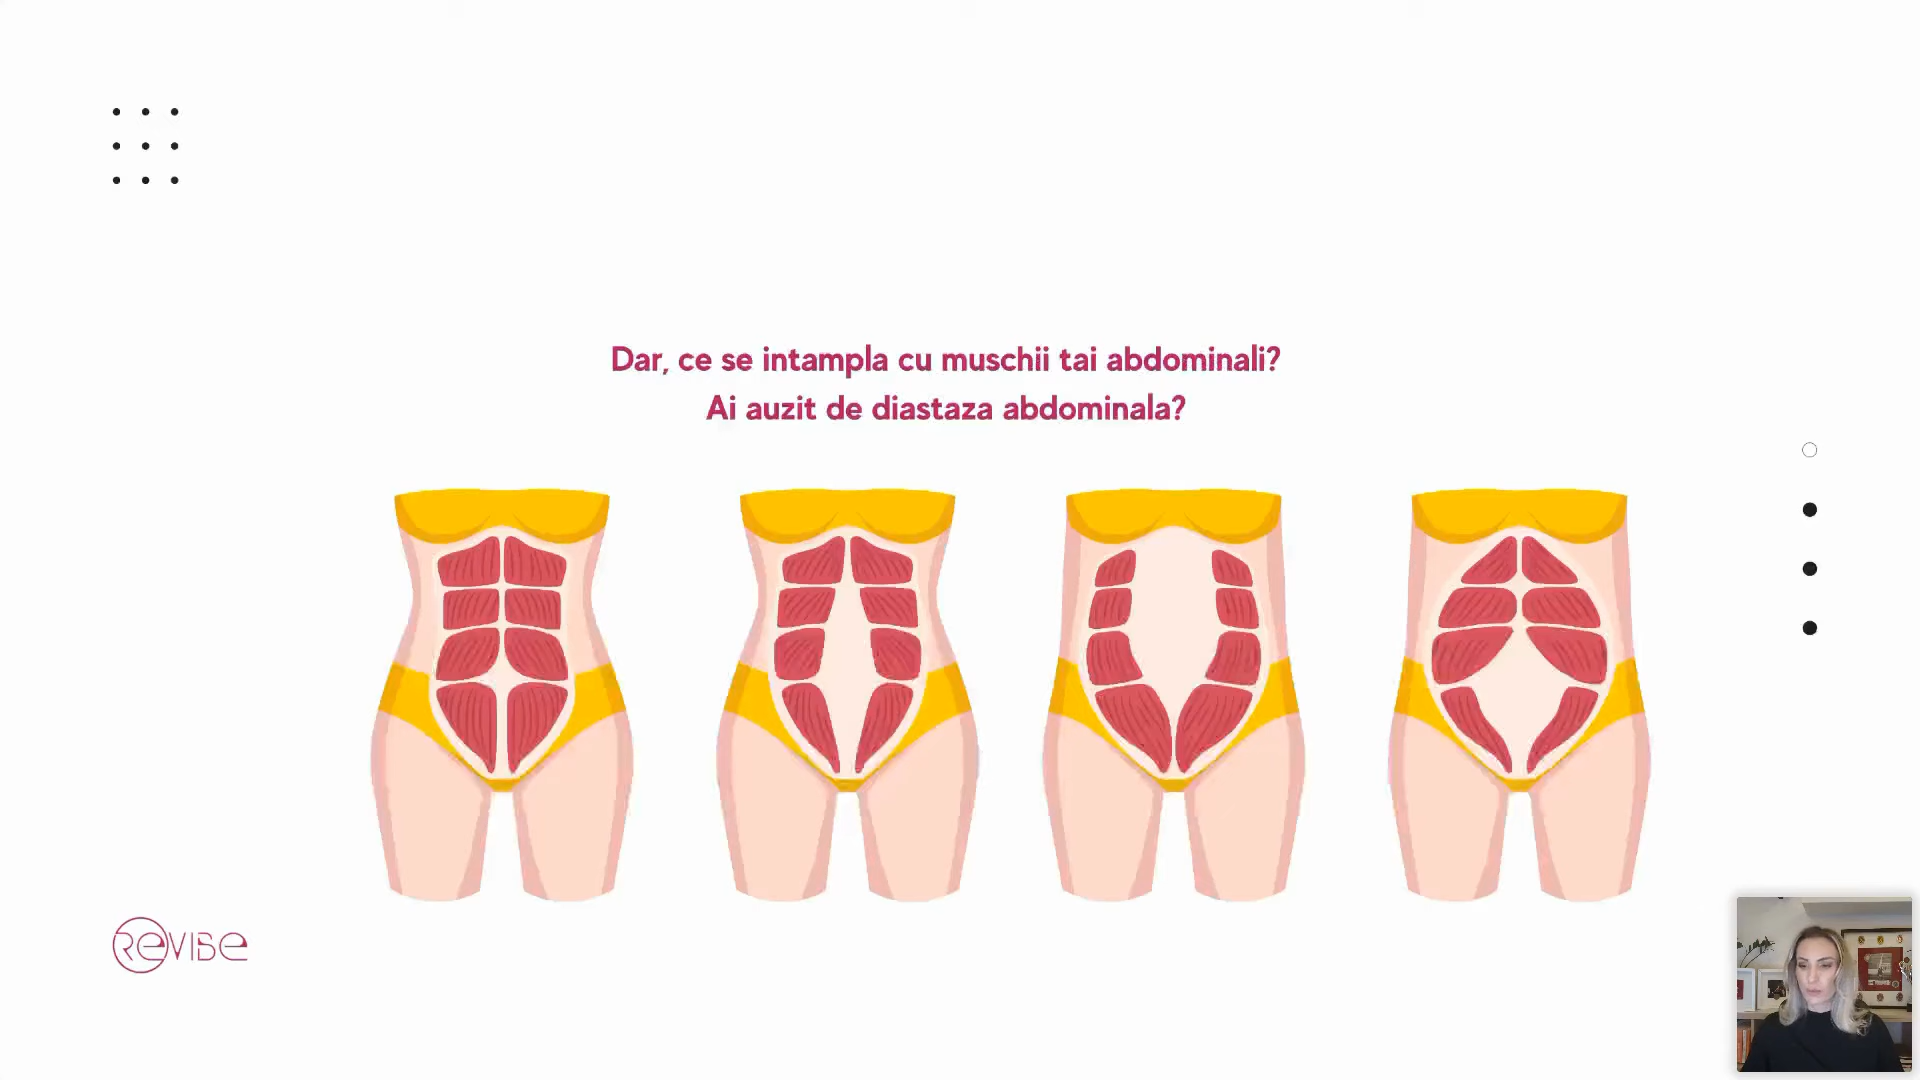 Dar, ce se intampla cu muschii tai abdominali?
Ai auzit de diastaza abdominala?
REVIBE